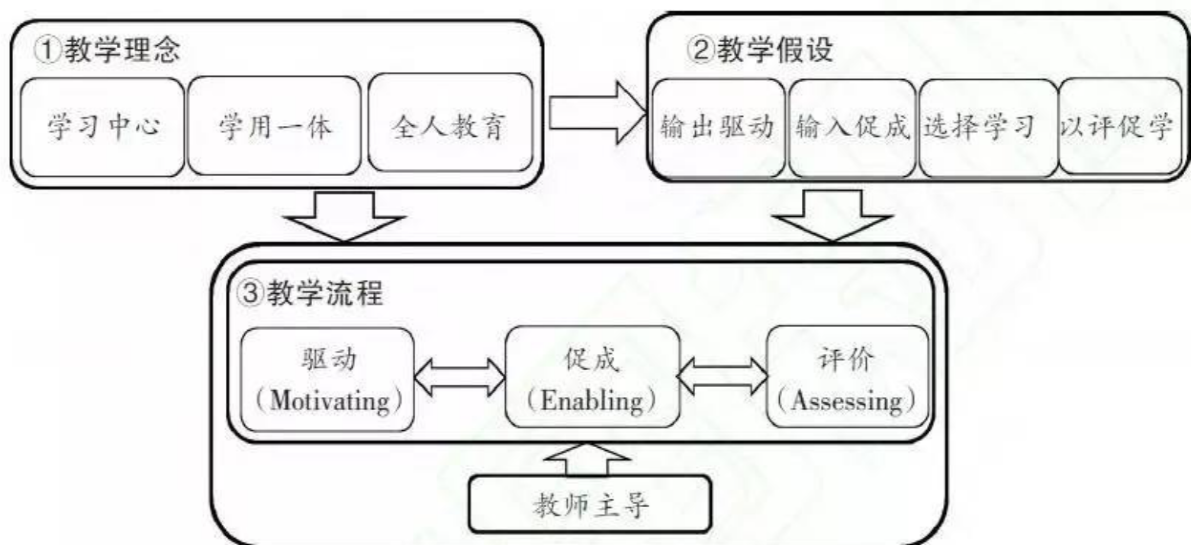 ①教学理念
学习中心 学用一体 全人教育
②教学假设
输出驱动 输入促成 选择学习 以评促学
③教学流程
驱动
(Motivating)
促成
(Enabling)
评价
(Assessing)
教师主导